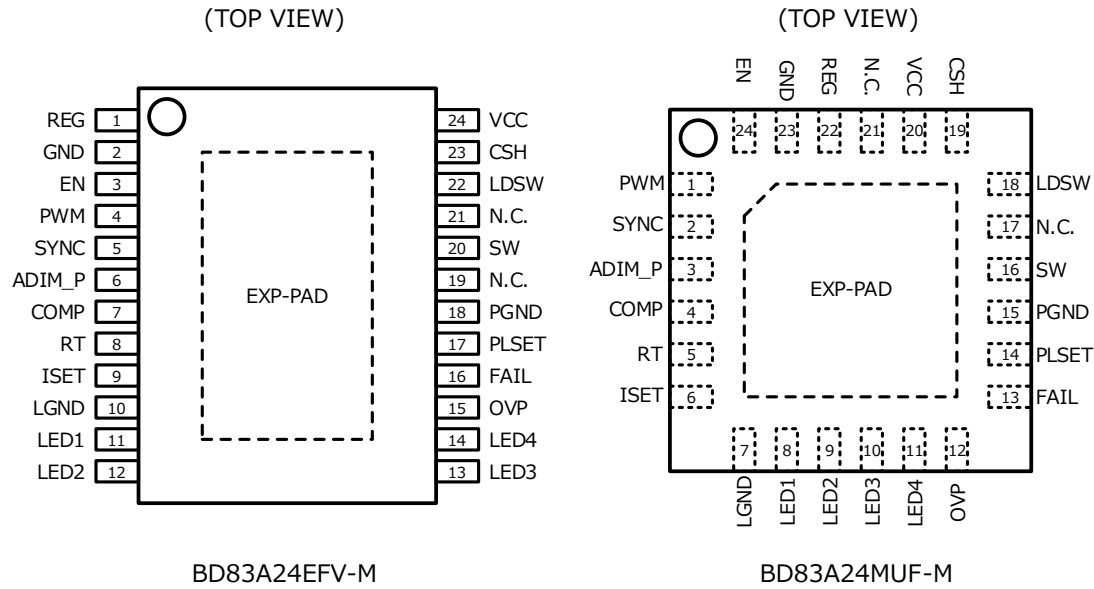 (TOP VIEW)
REG 1 24 VCC
GND 2 23 CSH
EN 3 22 LDSW
PWM 4 21 N.C.
SYNC 5 20 SW
ADIM_P 6 19 N.C.
EXP-PAD
COMP 7 18 PGND
RT 8 17 PLSET
ISET 9 16 FAIL
LGND 10 15 OVP
LED1 11 14 LED4
LED2 12 13 LED3
BD83A24EFV-M
(TOP VIEW)
EN GND REG N.C. VCC CSH
24 23 22 21 20 19
PWM 1 18 LDSW
SYNC 2 17 N.C.
ADIM_P 3 16 SW
EXP-PAD
COMP 4 15 PGND
RT 5 14 PLSET
ISET 6 13 FAIL
7 8 9 10 11 12
LGND LED1 LED2 LED3 LED4 OVP
BD83A24MUF-M